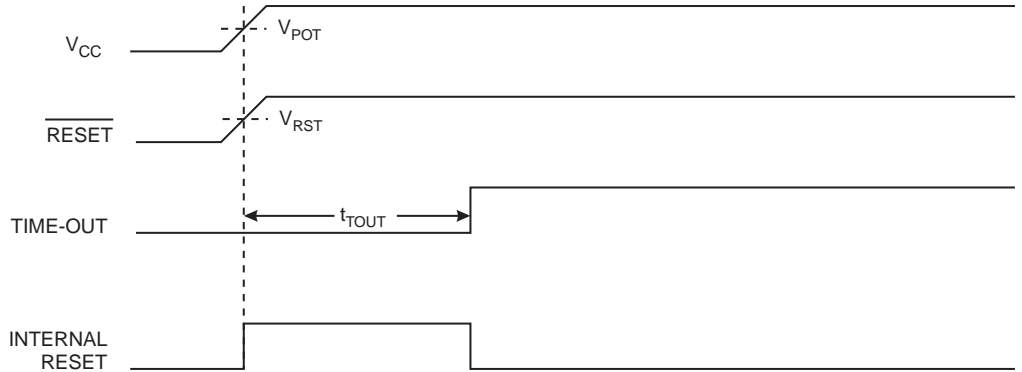 V_CC
V_POT
RESET
V_RST
TIME-OUT
t_TOUT
INTERNAL
RESET